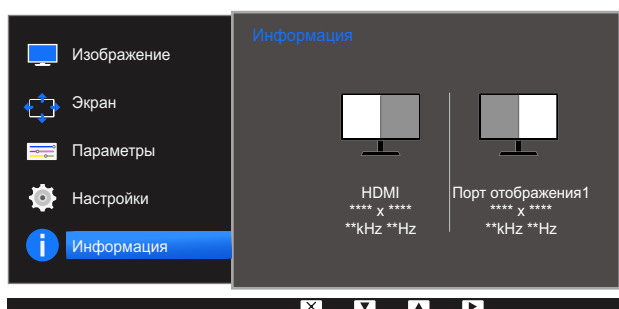 Изображение
Экран
Параметры
Настройки
Информация
Информация
HDMI
**** x ****
**kHz **Hz
Порт отображения1
**** x ****
**kHz **Hz